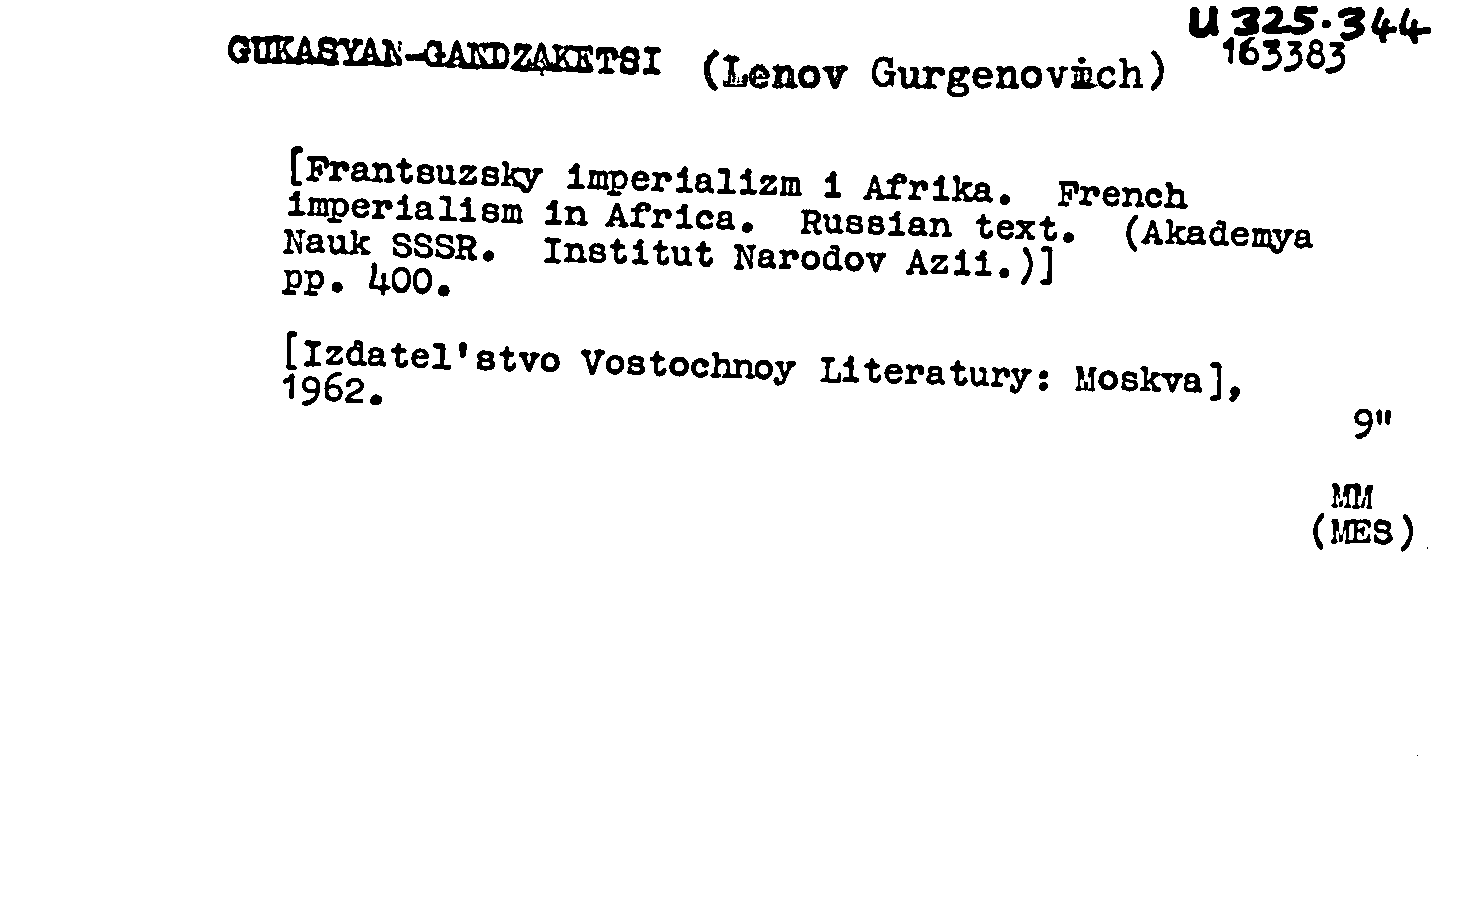 U 325.344
163383
GUKASYAN-GANDZAKETSI (Lenov Gurgenovich)
[Frantsuzsky imperializm i Afrika. French
imperialism in Africa. Russian text. (Akademya
Nauk SSSR. Institut Narodov Azii.)]
pp. 400.
[Izdatel'stvo Vostochnoy Literatury: Moskva],
1962.
9"
MM
(MES)